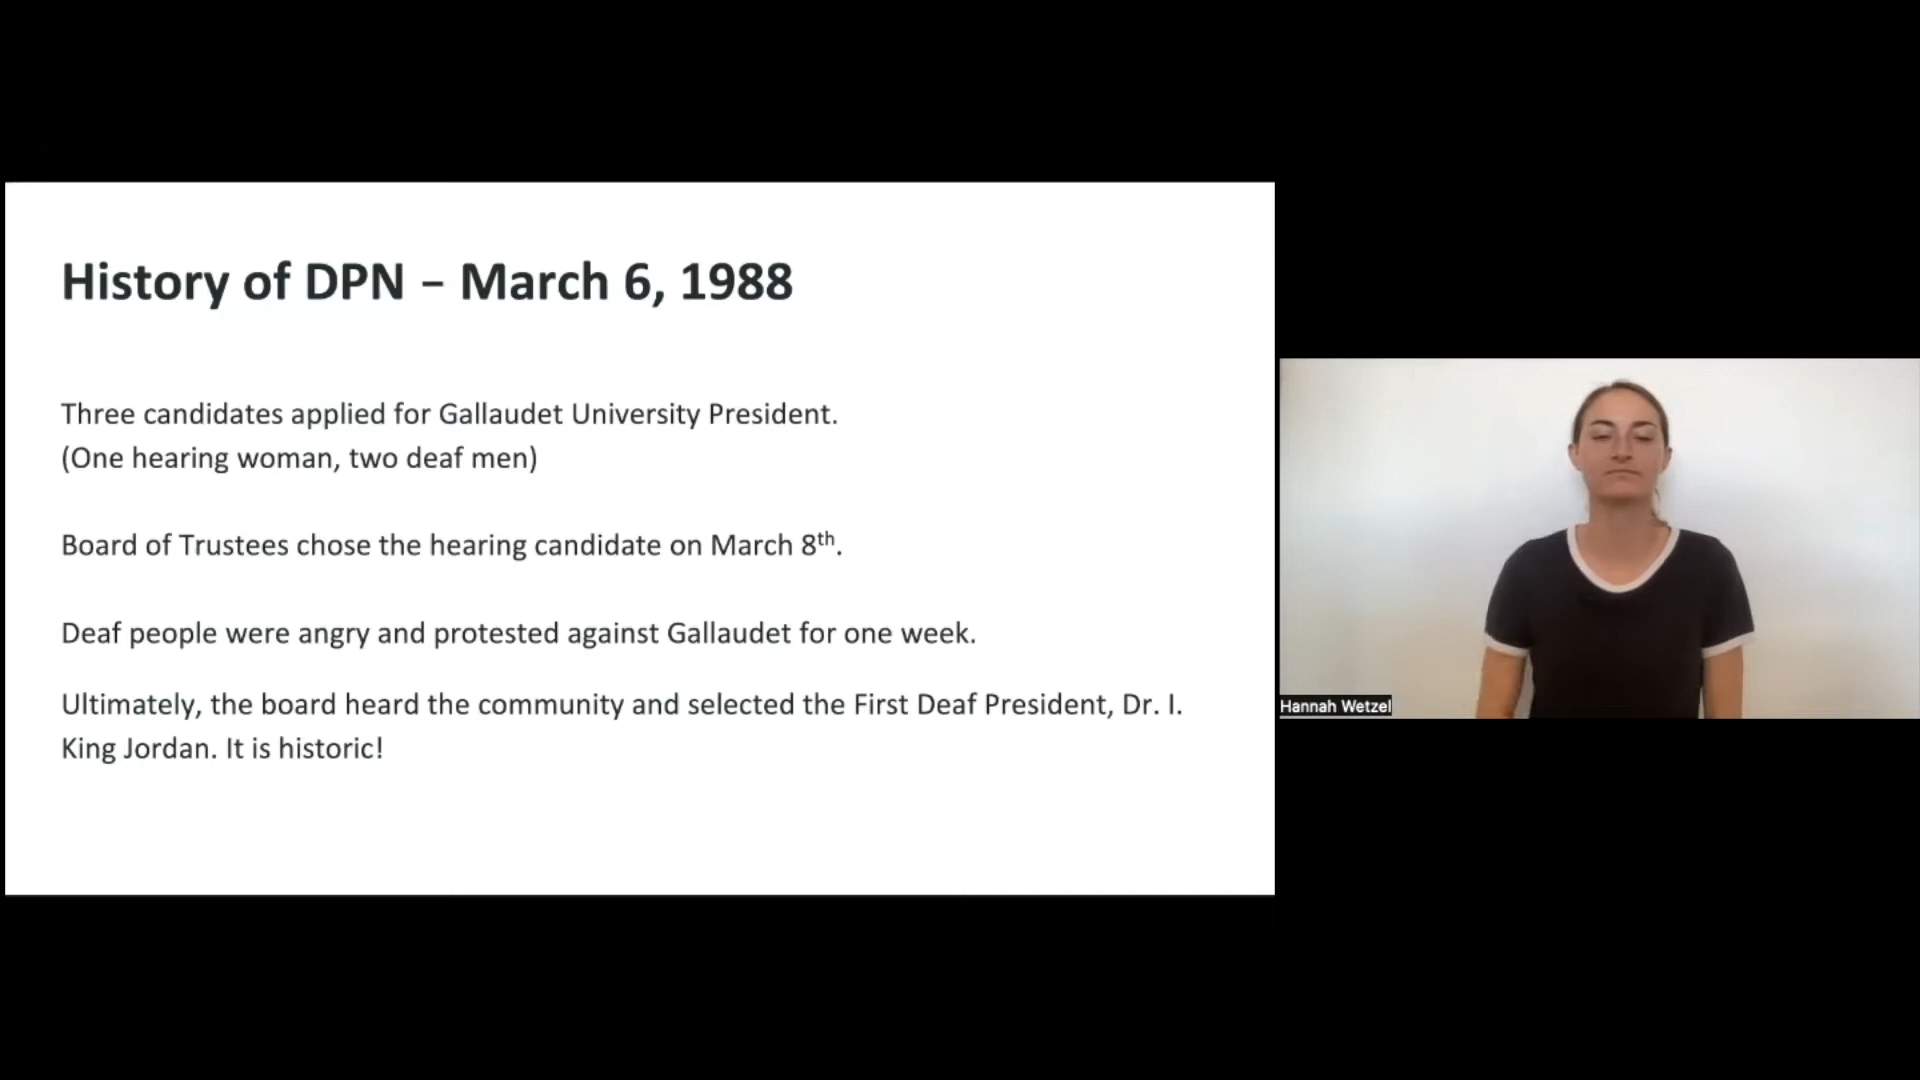 History of DPN – March 6, 1988
Three candidates applied for Gallaudet University President.
(One hearing woman, two deaf men)
Board of Trustees chose the hearing candidate on March 8th.
Deaf people were angry and protested against Gallaudet for one week.
Ultimately, the board heard the community and selected the First Deaf President, Dr. I.
King Jordan. It is historic!
Hannah Wetzel